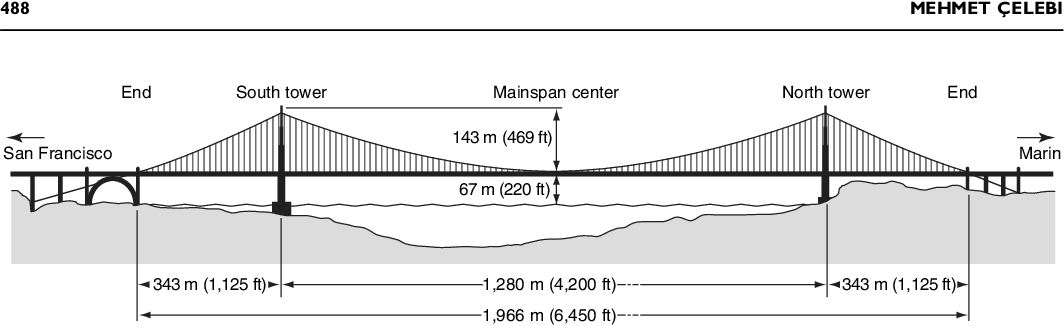 488 MEHMET ÇELEBI
End South tower Mainspan center North tower End
143 m (469 ft)
San Francisco Marin
67 m (220 ft)
343 m (1,125 ft) 1,280 m (4,200 ft) 343 m (1,125 ft)
1,966 m (6,450 ft)